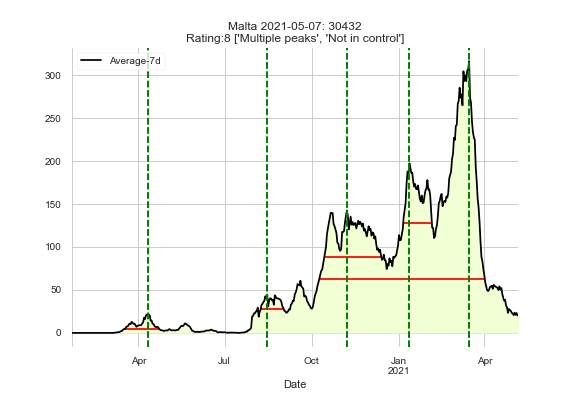 Malta 2021-05-07: 30432
Rating:8 ['Multiple peaks', 'Not in control']
Average-7d
300
250
200
150
100
50
0
Apr Jul Oct Jan Apr
2021
Date